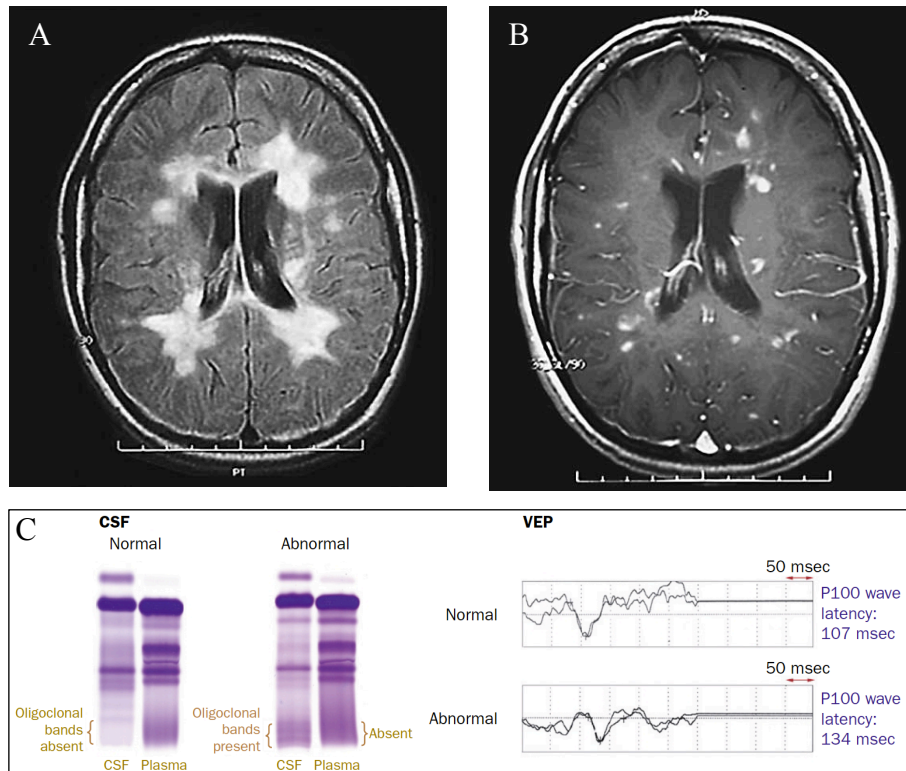 A
B
PT
C
CSF
Normal
Abnormal
Oligoclonal
bands
absent
Oligoclonal
bands
present
Absent
CSF
Plasma
CSF
Plasma
VEP
50 msec
Normal
P100 wave
latency:
107 msec
50 msec
Abnormal
P100 wave
latency:
134 msec